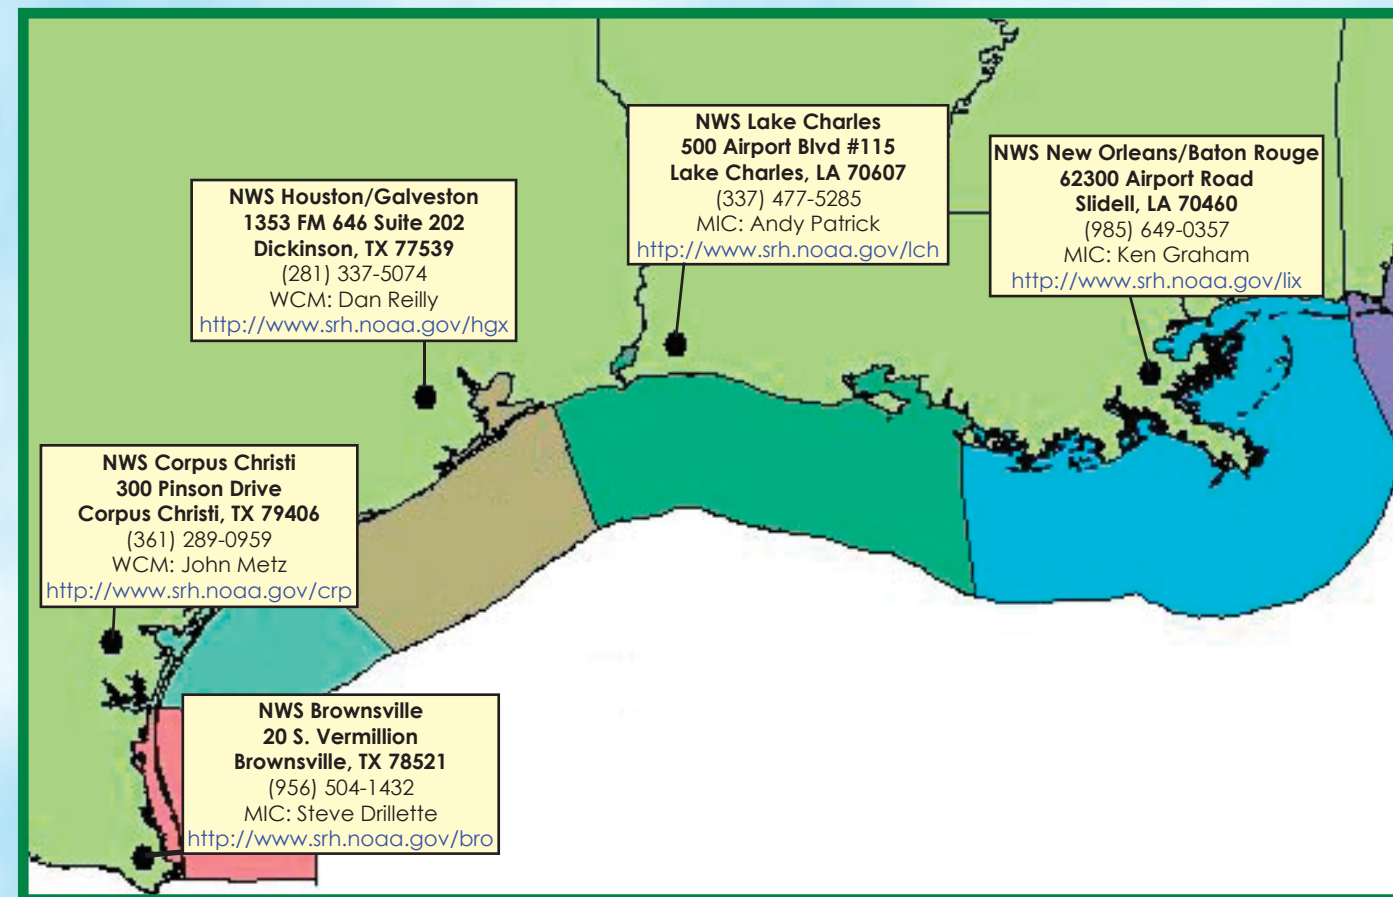 NWS Lake Charles
500 Airport Blvd #115
Lake Charles, LA 70607
(337) 477-5285
MIC: Andy Patrick
http://www.srh.noaa.gov/lch
NWS New Orleans/Baton Rouge
62300 Airport Road
Slidell, LA 70460
(985) 649-0357
MIC: Ken Graham
http://www.srh.noaa.gov/lix
NWS Houston/Galveston
1353 FM 646 Suite 202
Dickinson, TX 77539
(281) 337-5074
WCM: Dan Reilly
http://www.srh.noaa.gov/hgx
NWS Corpus Christi
300 Pinson Drive
Corpus Christi, TX 79406
(361) 289-0959
WCM: John Metz
http://www.srh.noaa.gov/crp
NWS Brownsville
20 S. Vermillion
Brownsville, TX 78521
(956) 504-1432
MIC: Steve Drillette
http://www.srh.noaa.gov/bro